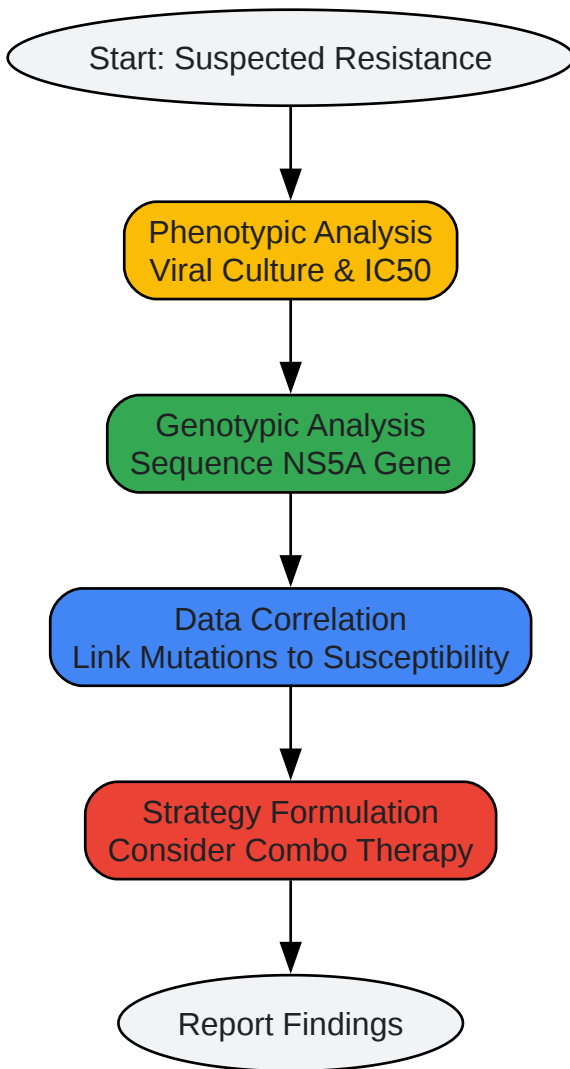 Start: Suspected Resistance
Phenotypic Analysis
Viral Culture & IC50
Genotypic Analysis
Sequence NS5A Gene
Data Correlation
Link Mutations to Susceptibility
Strategy Formulation
Consider Combo Therapy
Report Findings